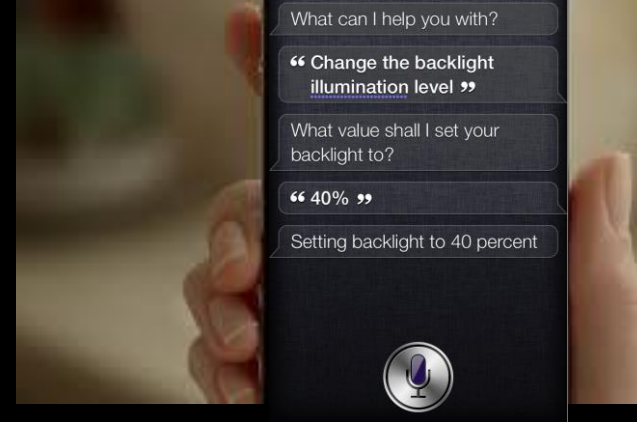 What can I help you with?
“ Change the backlight
illumination level ”
What value shall I set your
backlight to?
“ 40% ”
Setting backlight to 40 percent